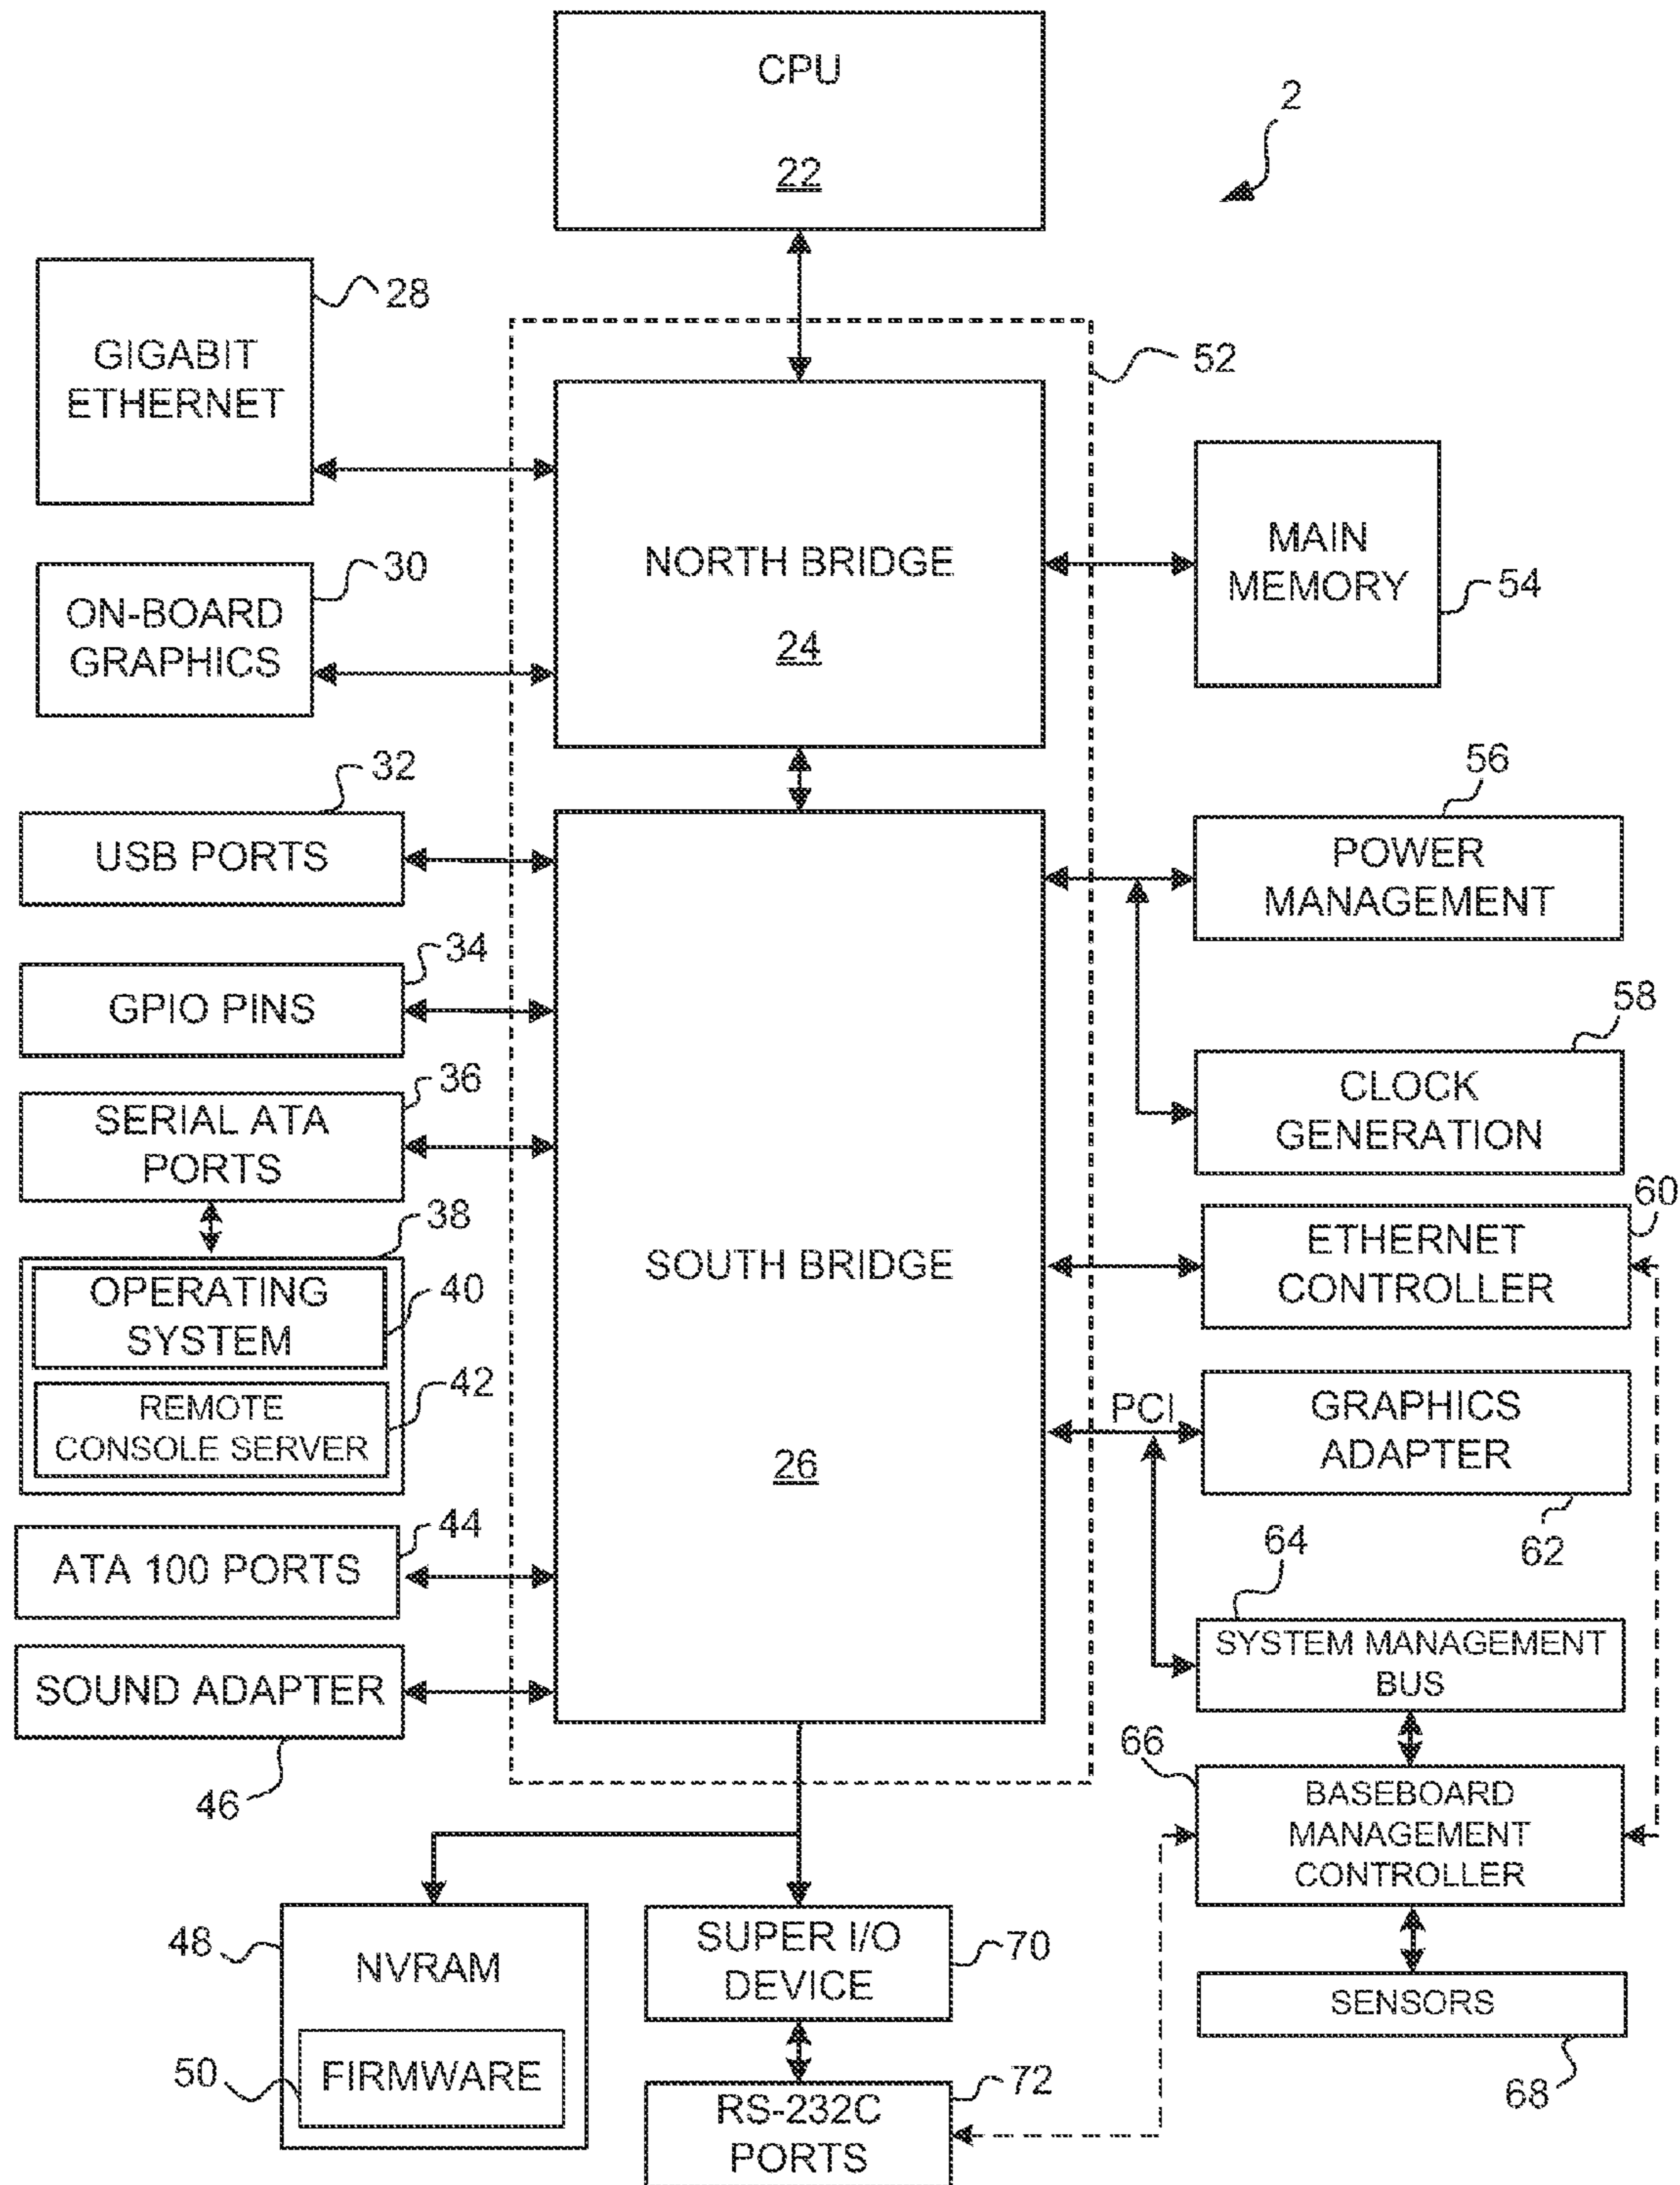 CPU
22
2
GIGABIT
ETHERNET
28
52
NORTH BRIDGE
24
MAIN
MEMORY
54
ON-BOARD
GRAPHICS
30
USB PORTS
32
POWER
MANAGEMENT
56
GPIO PINS
34
CLOCK
GENERATION
58
SERIAL ATA
PORTS
36
SOUTH BRIDGE
26
38
OPERATING
SYSTEM
40
REMOTE
CONSOLE SERVER
42
ETHERNET
CONTROLLER
60
PCI
GRAPHICS
ADAPTER
62
ATA 100 PORTS
44
SOUND ADAPTER
46
64
SYSTEM MANAGEMENT
BUS
66
BASEBOARD
MANAGEMENT
CONTROLLER
48
NVRAM
50
FIRMWARE
SUPER I/O
DEVICE
70
RS-232C
PORTS
72
SENSORS
68